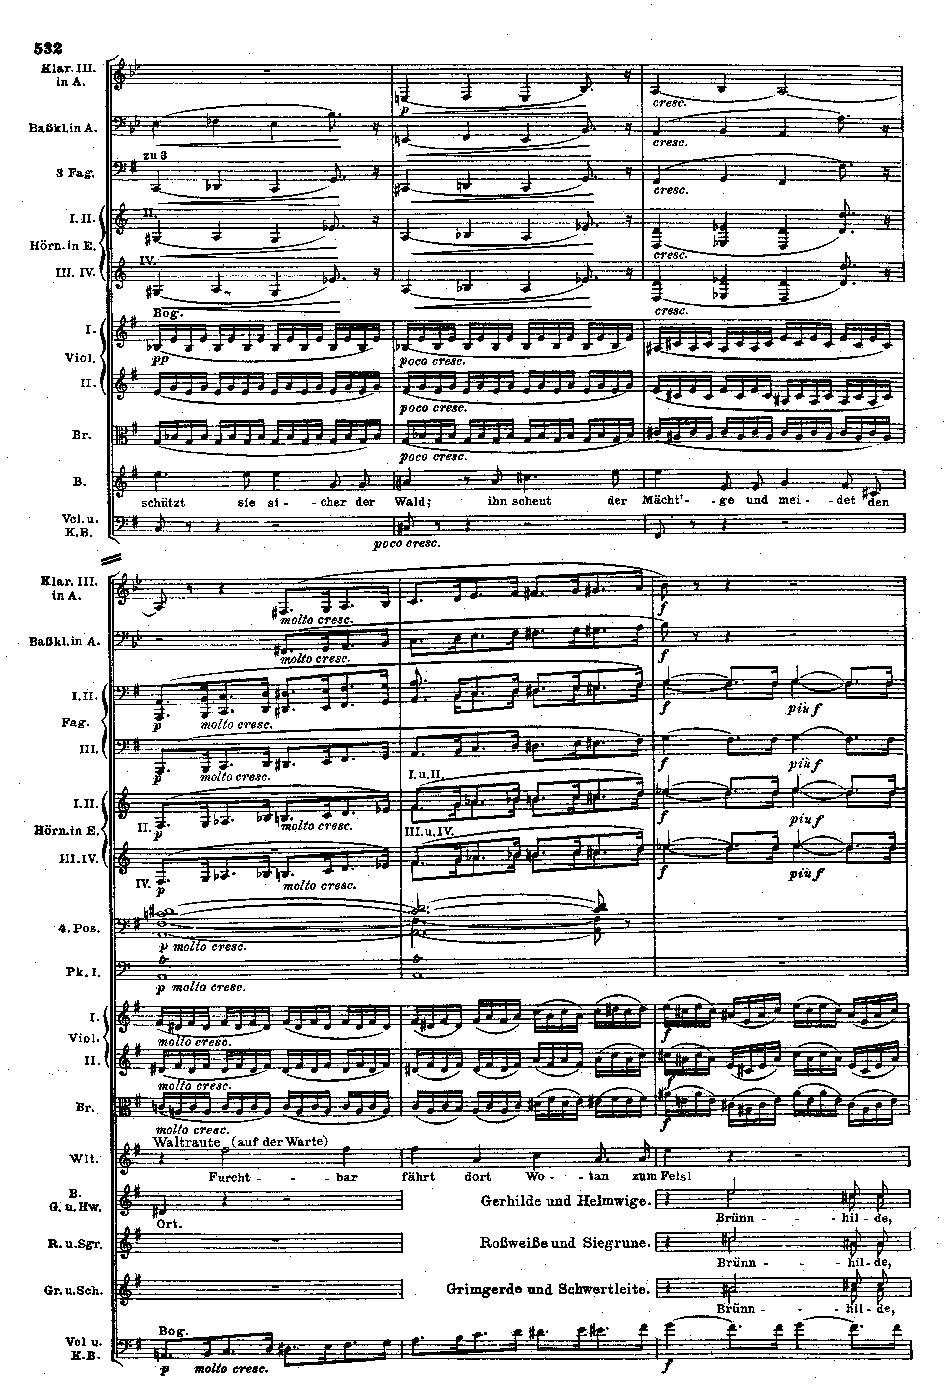 532
Klar. III.
in A.
p
cresc.
Baßkl. in A.
cresc.
zu 3
3 Fag.
cresc.
I. II.
II.
Hörn. in E.
cresc.
III. IV.
IV.
cresc.
Bog.
I.
Viol.
pp
poco cresc.
II.
poco cresc.
Br.
poco cresc.
B.
schützt sie si - - cher der Wald; ihn scheut der Mächt' - - ge und mei - - det den
Vcl. u.
K.B.
poco cresc.
Klar. III.
in A.
molto cresc.
f
Baßkl. in A.
molto cresc.
f
I. II.
Fag.
p molto cresc.
f
più f
III.
p molto cresc.
f
più f
I. u. II.
I. II.
II.
p
molto cresc.
f
più f
Hörn. in E.
III. u. IV.
III. IV.
IV.
p
molto cresc.
f
più f
4. Pos.
p molto cresc.
Pk. I.
p molto cresc.
I.
Viol.
molto cresc.
f
II.
molto cresc.
f
Br.
molto cresc.
f
Waltraute (auf der Warte)
Wlt.
Furcht - - - bar fährt dort Wo - - tan zum Fels!
B.
G. u. Hw.
Gerhilde und Helmwige.
Ort.
Brünn - - - hil - de,
R. u. Sgr.
Roßweiße und Siegrune.
Brünn - - - hil - de,
Gr. u. Sch.
Grimgerde und Schwertleite.
Brünn - - - hil - de,
Bog.
Vcl u.
K.B.
p molto cresc.
f